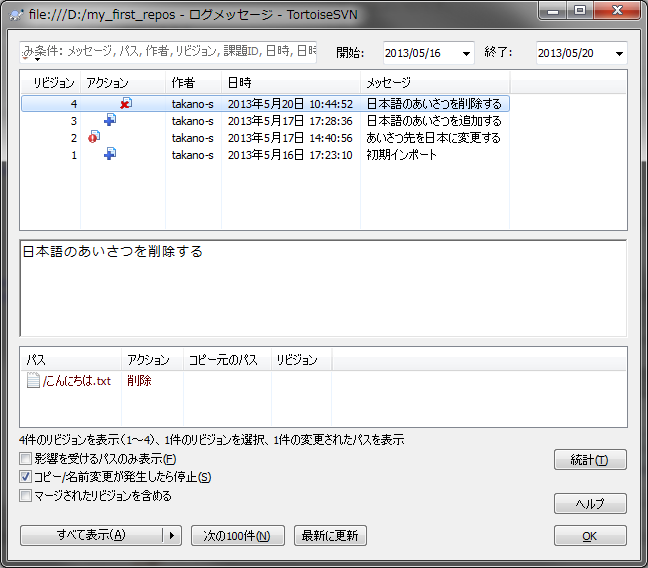 file:///D:/my_first_repos - ログメッセージ - TortoiseSVN
み条件: メッセージ, パス, 作者, リビジョン, 課題ID, 日時, 日時 開始: 2013/05/16 終了: 2013/05/20
リビジョン アクション 作者 日時 メッセージ
4 takano-s 2013年5月20日 10:44:52 日本語のあいさつを削除する
3 takano-s 2013年5月17日 17:28:36 日本語のあいさつを追加する
2 takano-s 2013年5月17日 14:40:56 あいさつ先を日本に変更する
1 takano-s 2013年5月16日 17:23:10 初期インポート
日本語のあいさつを削除する
パス アクション コピー元のパス リビジョン
/こんにちは.txt 削除
4件のリビジョンを表示(1～4)、1件のリビジョンを選択、1件の変更されたパスを表示
影響を受けるパスのみ表示(F)
統計(T)
コピー/名前変更が発生したら停止(S)
マージされたリビジョンを含める
ヘルプ
すべて表示(A) 次の100件(N) 最新に更新 OK